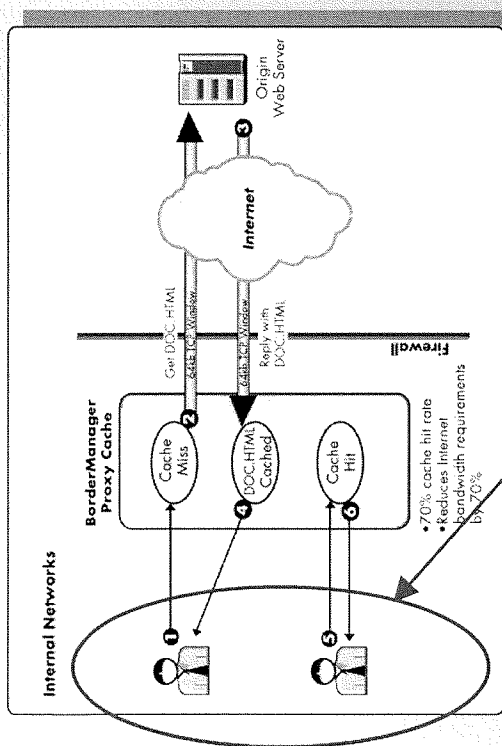 Internal Networks
BorderManager
Proxy Cache
Cache
Miss
DOC.HTML
Cached
Cache
Hit
1
2
3
4
5
6
Get DOC.HTML
64kb TCP Window
64kb TCP Window
Reply with
DOC.HTML
Internet
Firewall
Origin
Web Server
•70% cache hit rate
•Reduces Internet
bandwidth requirements
by 70%